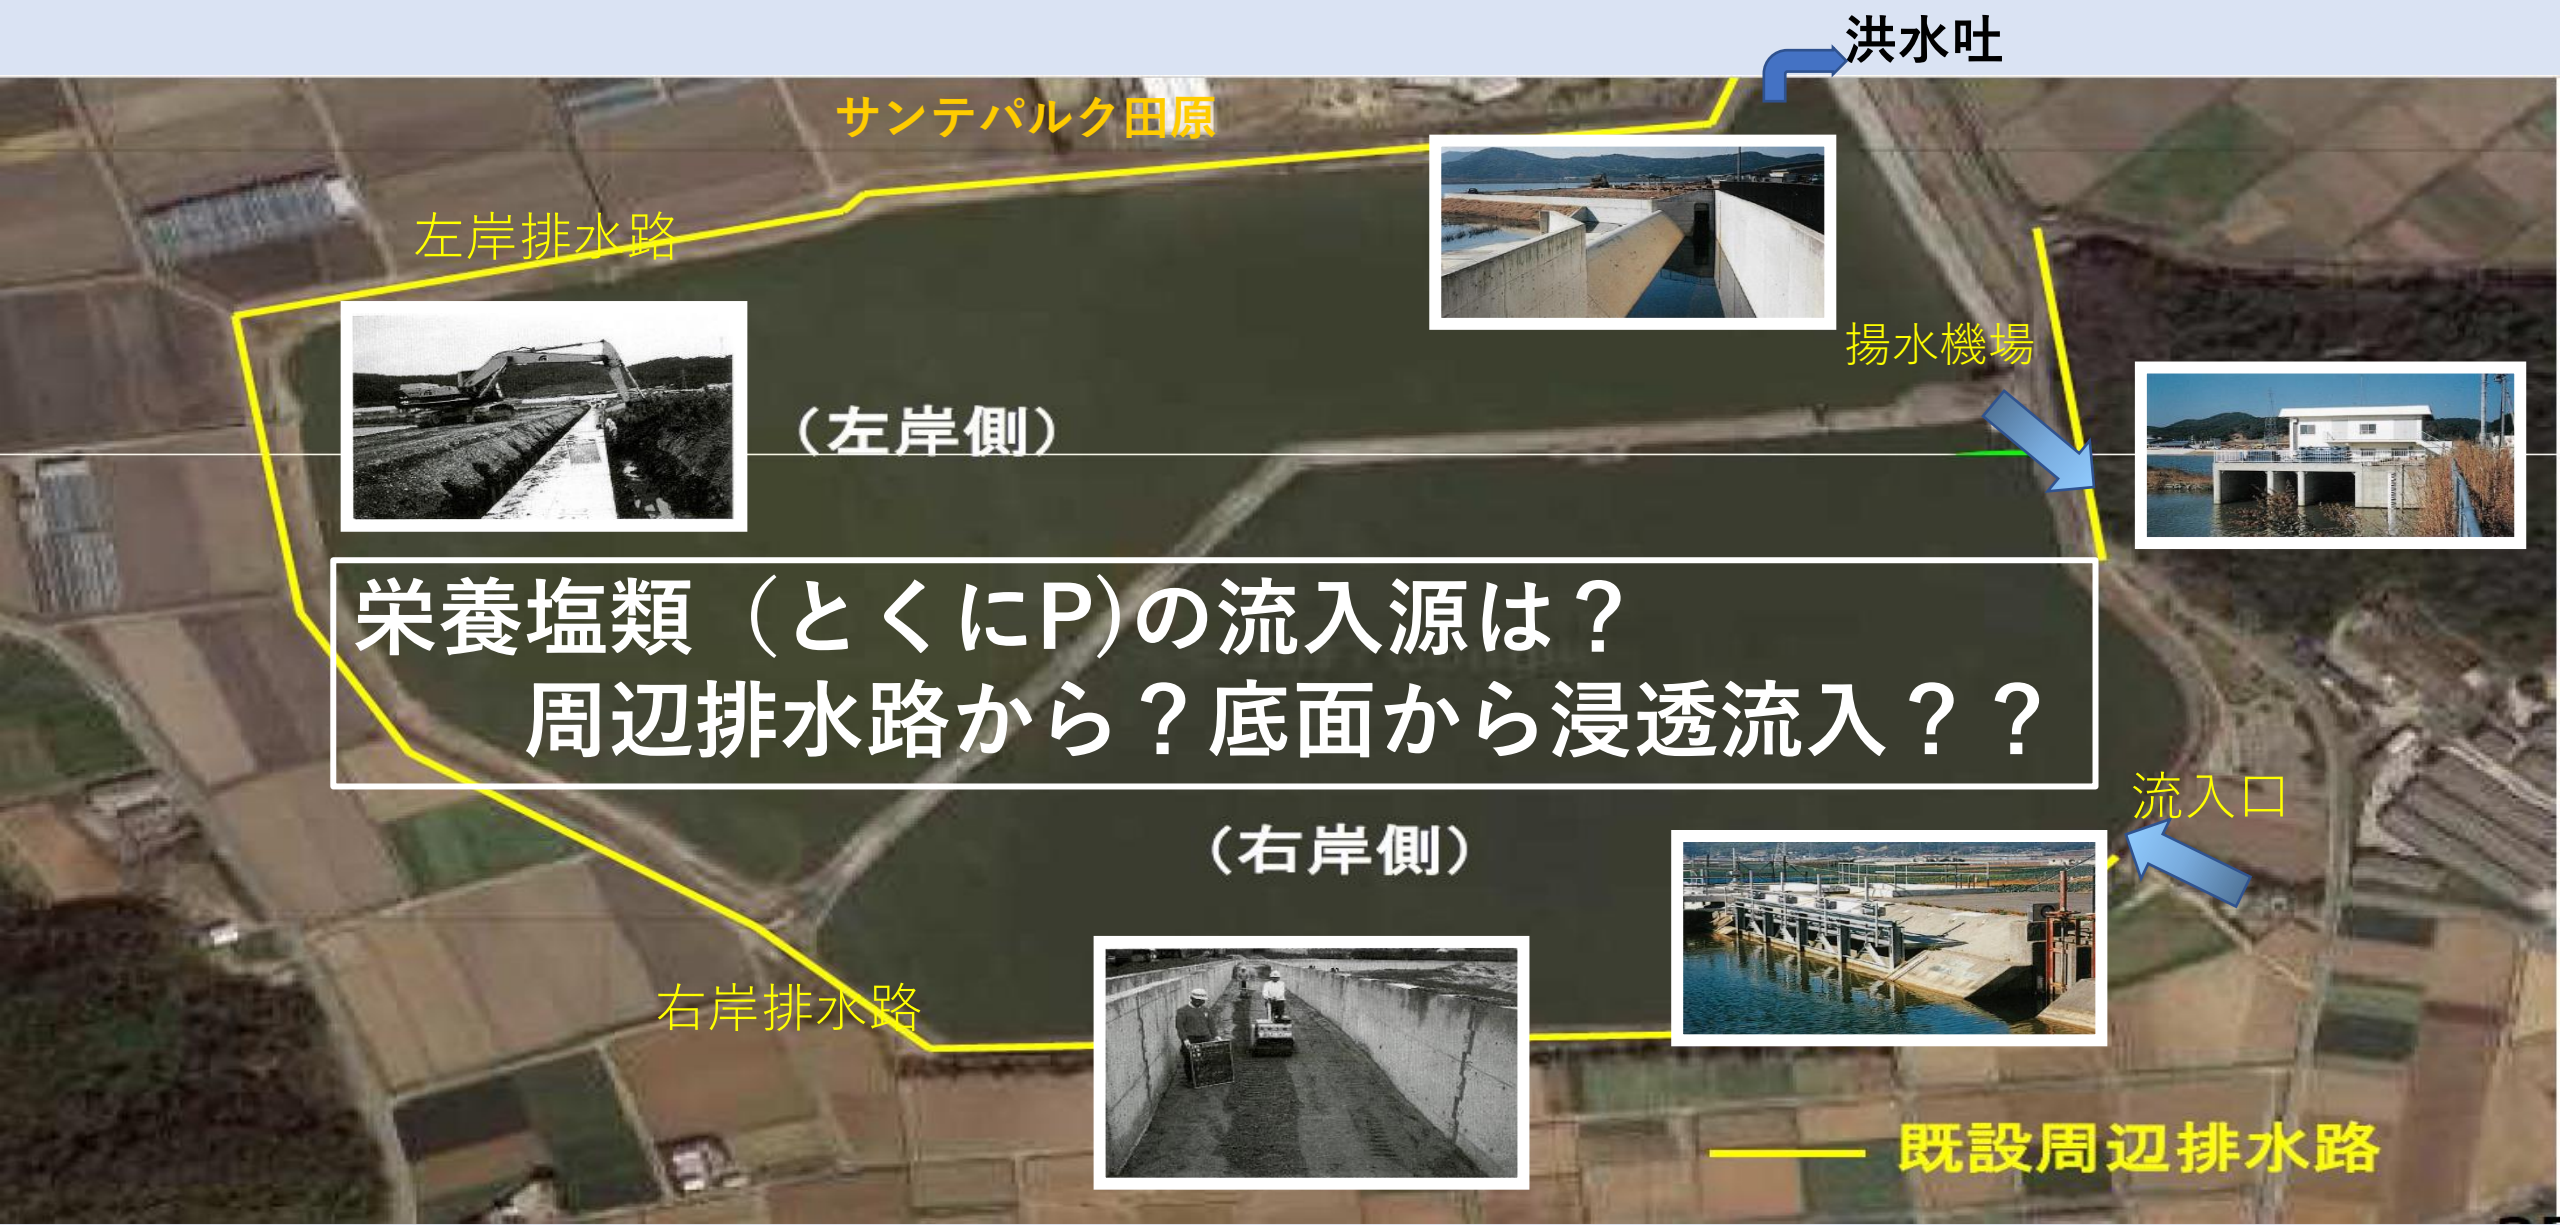 洪水吐
サンテパルク田原
左岸排水路
揚水機場
（左岸側）
栄養塩類（とくにP)の流入源は？
周辺排水路から？底面から浸透流入？？
流入口
（右岸側）
右岸排水路
既設周辺排水路